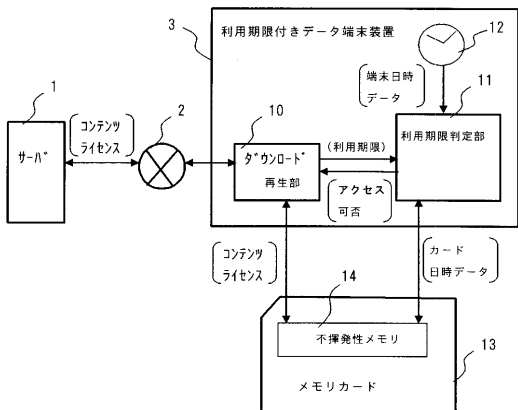 3
利用期限付きデータ端末装置
12
端末日時
データ
11
1
コンテンツ
ライセンス
2
10
サーバ
ダウンロード
再生部
(利用期限)
アクセス
可否
利用期限判定部
コンテンツ
ライセンス
カード
日時データ
14
不揮発性メモリ
メモリカード
13